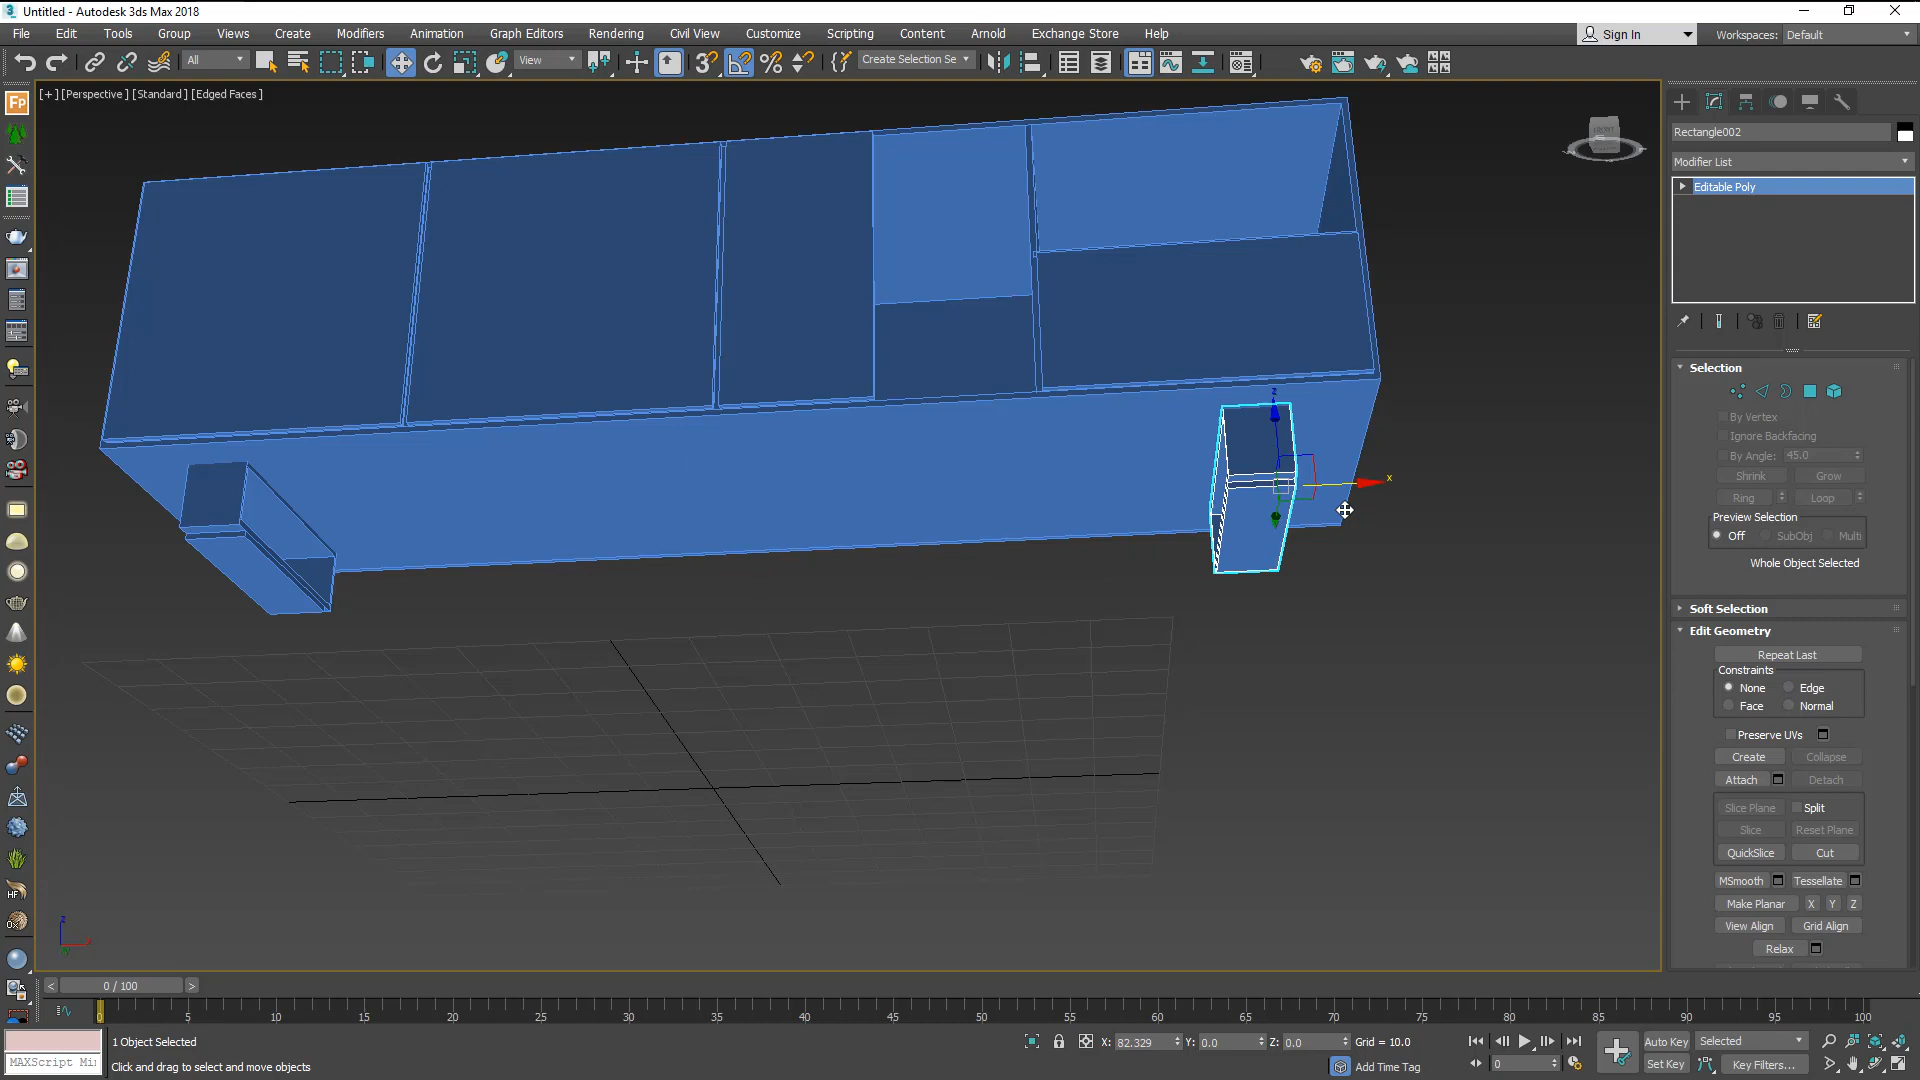 Untitled - Autodesk 3ds Max 2018
File Edit Tools Group Views Create Modifiers Animation Graph Editors Rendering Civil View Customize Scripting Content Arnold Exchange Store Help
Sign In Workspaces: Default
All View Create Selection Se
[+] [Perspective] [Standard] [Edged Faces]
Rectangle002
Modifier List
Editable Poly
Selection
By Vertex
Ignore Backfacing
By Angle: 45.0
Shrink Grow
Ring Loop
Preview Selection
Off SubObj Multi
Whole Object Selected
Soft Selection
Edit Geometry
Repeat Last
Constraints
None Edge
Face Normal
Preserve UVs
Create Collapse
Attach Detach
Slice Plane Split
Slice Reset Plane
QuickSlice Cut
MSmooth Tessellate
Make Planar X Y Z
View Align Grid Align
Relax
z
x
z
0 / 100
0 5 10 15 20 25 30 35 40 45 50 55 60 65 70 75 80 85 90 95 100
1 Object Selected
X: 82.329 Y: 0.0 Z: 0.0 Grid = 10.0
Auto Key Selected
MAXScript Mi
Click and drag to select and move objects
Add Time Tag
0
Set Key Key Filters...